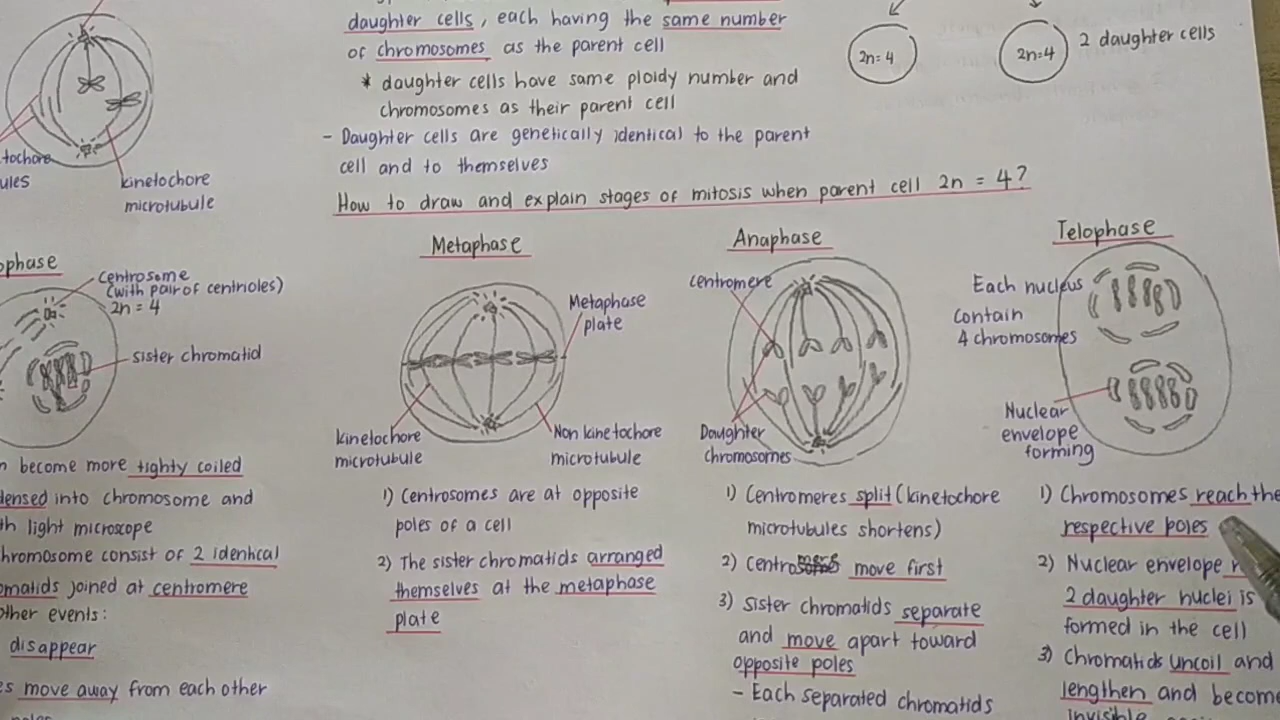 daughter cells, each having the same number
of chromosomes as the parent cell
* daughter cells have same ploidy number and
chromosomes as their parent cell
- Daughter cells are genetically identical to the parent
cell and to themselves
2n=4
2n=4
2 daughter cells
tochore
ules
kinetochore
microtubule
How to draw and explain stages of mitosis when parent cell 2n = 4?
ophase
centrosome
(with pair of centrioles)
2n = 4
sister chromatid
n become more tightly coiled
densed into chromosome and
th light microscope
hromosome consist of 2 identical
omatids joined at centromere
other events:
disappear
es move away from each other
Metaphase
Metaphase
plate
kinetochore
microtubule
Non kinetochore
microtubule
1) Centrosomes are at opposite
poles of a cell
2) The sister chromatids arranged
themselves at the metaphase
plate
Anaphase
centromere
Daughter
chromosomes
1) Centromeres split (kinetochore
microtubules shortens)
2) Centromeres move first
3) Sister chromatids separate
and move apart toward
opposite poles
- Each separated chromatids
Telophase
Each nucleus
contain
4 chromosomes
Nuclear
envelope
forming
1) Chromosomes reach the
respective poles
2) Nuclear envelope
2 daughter nuclei is
formed in the cell
3) Chromatids uncoil and
lengthen and become
invisible